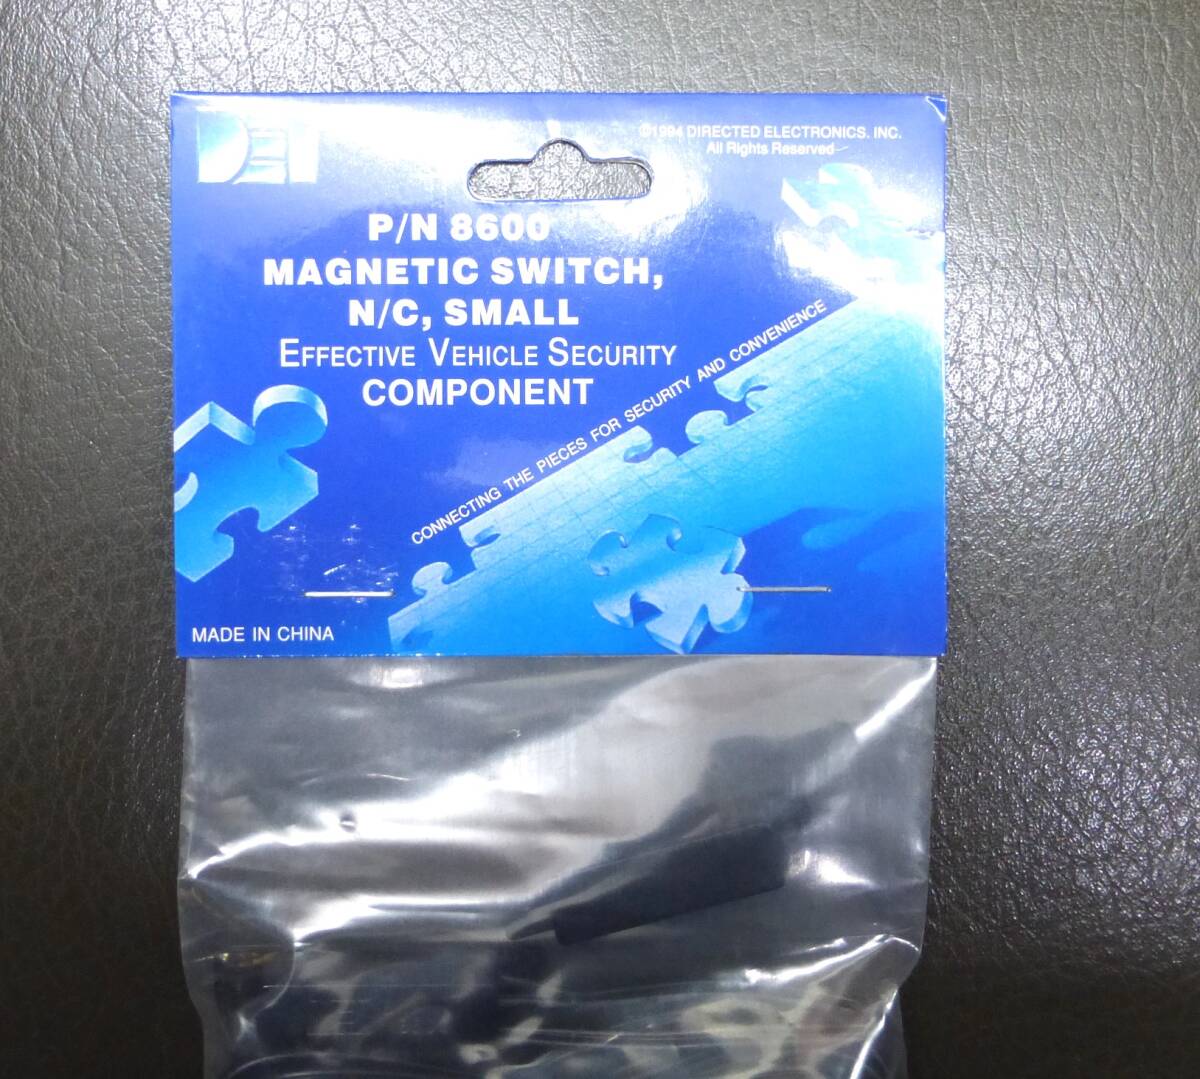 DEI
©1994 DIRECTED ELECTRONICS. INC.
All Rights Reserved
P/N 8600
MAGNETIC SWITCH,
N/C, SMALL
EFFECTIVE VEHICLE SECURITY
COMPONENT
CONNECTING THE PIECES FOR SECURITY AND CONVENIENCE
MADE IN CHINA